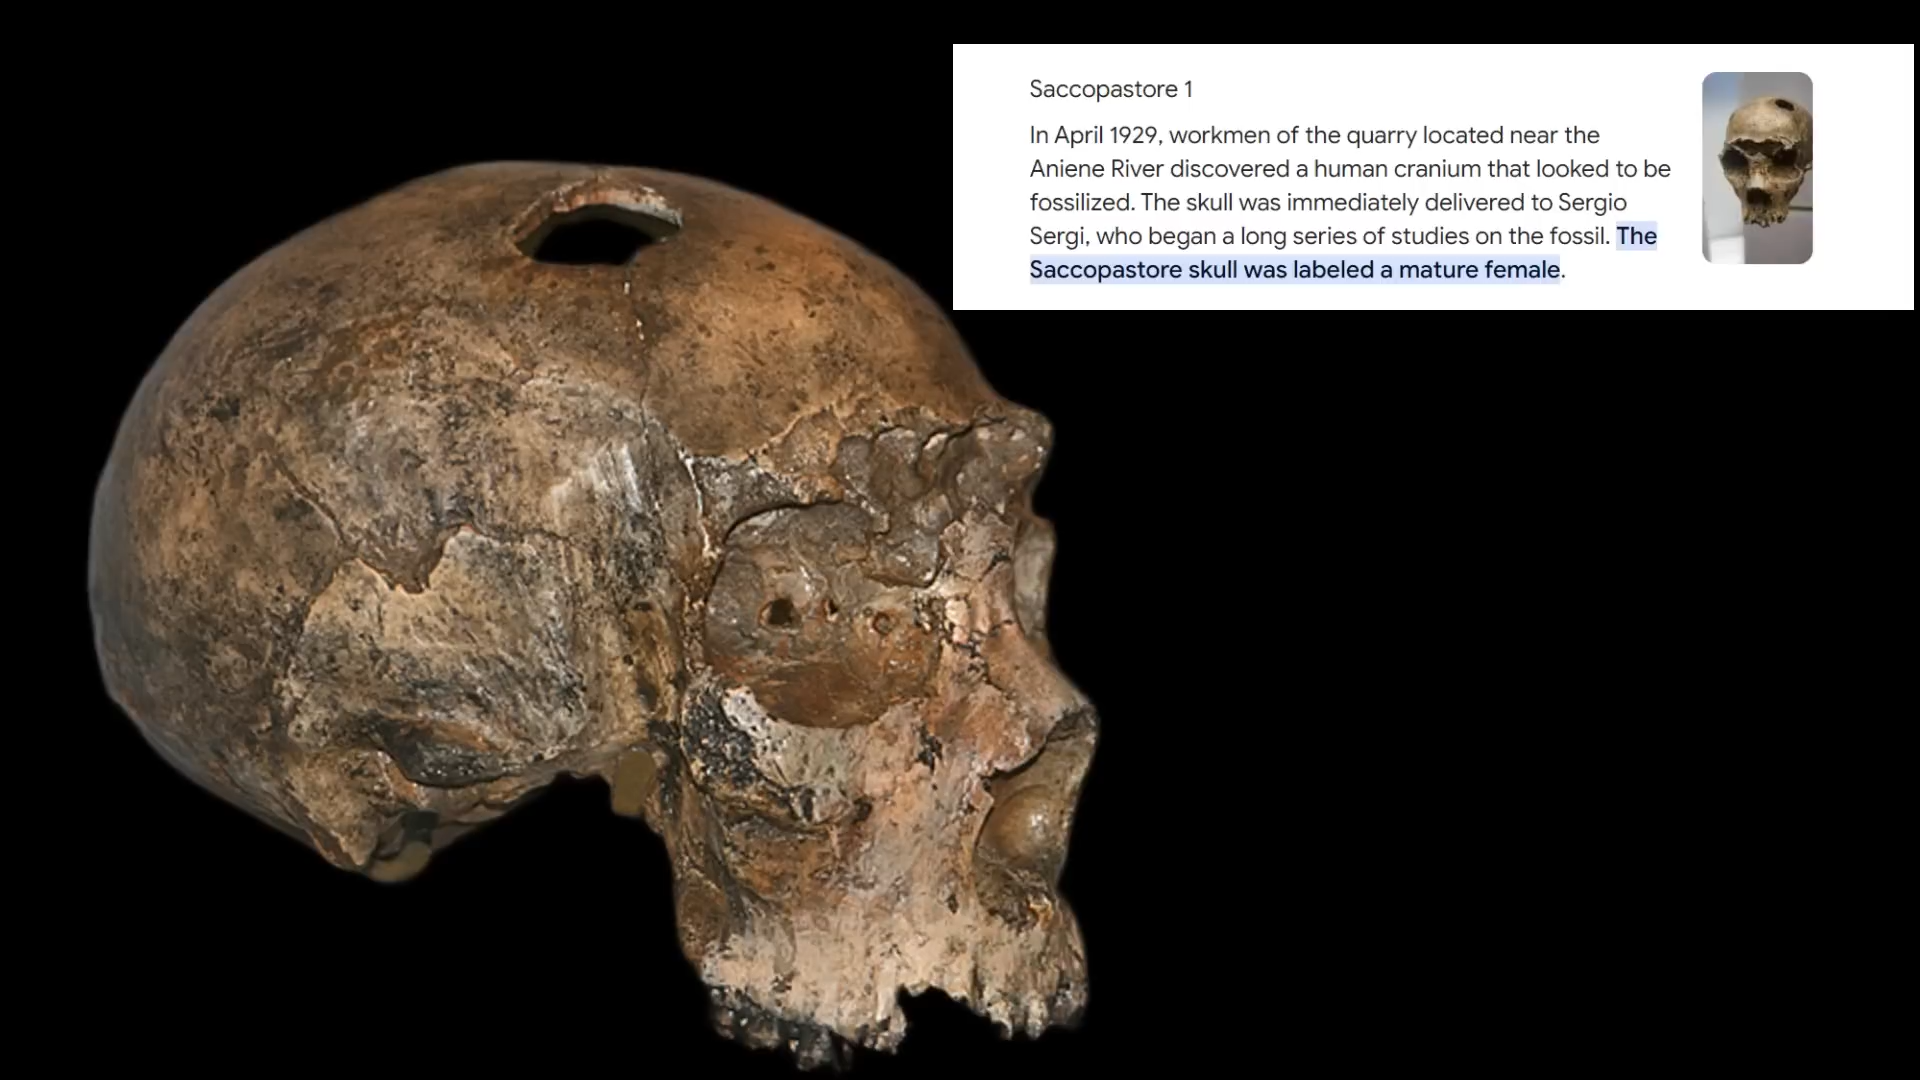 Saccopastore 1
In April 1929, workmen of the quarry located near the
Aniene River discovered a human cranium that looked to be
fossilized. The skull was immediately delivered to Sergio
Sergi, who began a long series of studies on the fossil. The
Saccopastore skull was labeled a mature female.